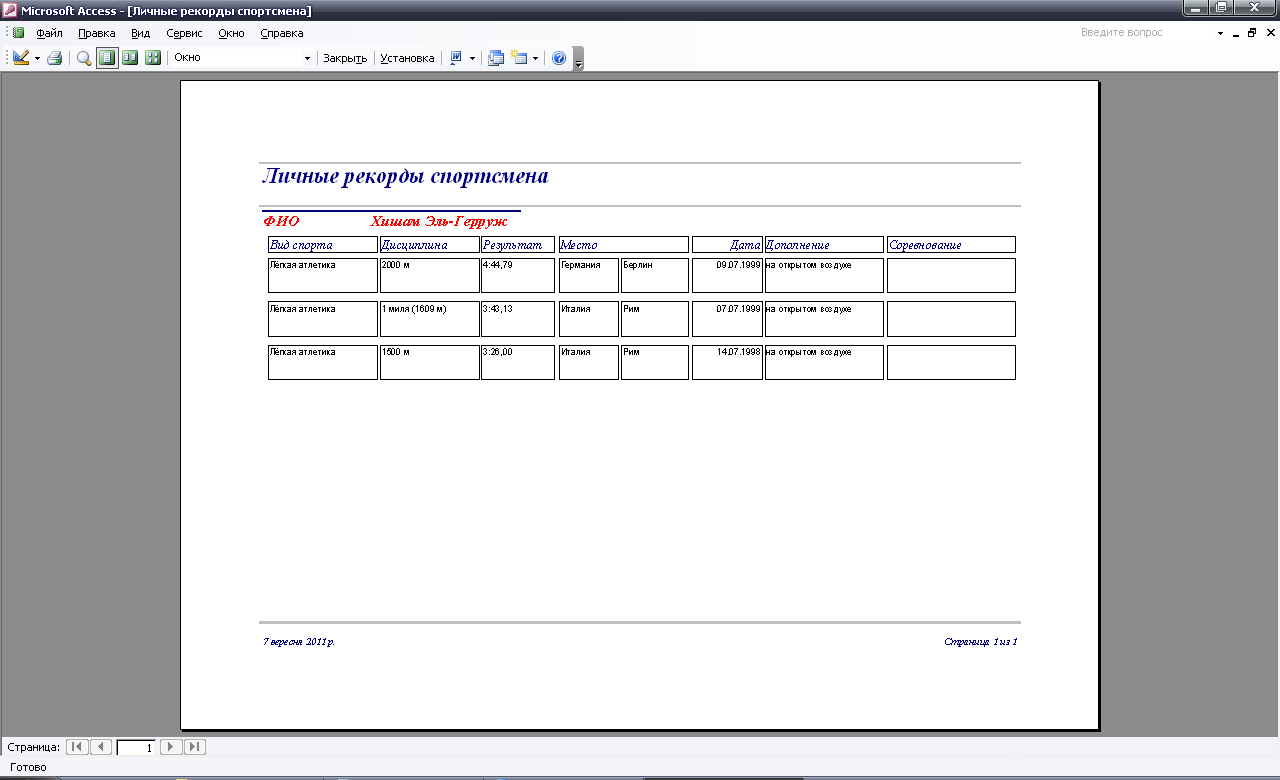 Microsoft Access - [Личные рекорды спортсмена]
Файл Правка Вид Сервис Окно Справка Введите вопрос
Окно Закрыть Установка
Личные рекорды спортсмена
ФИО Хишам Эль-Герруж
Вид спорта Дисциплина Результат Место Дата Дополнение Соревнование
Лёгкая атлетика 2000 м 4:44,79 Германия Берлин 09.07.1999 на открытом воздухе
Лёгкая атлетика 1 миля (1609 м) 3:43,13 Италия Рим 07.07.1999 на открытом воздухе
Лёгкая атлетика 1500 м 3:26,00 Италия Рим 14.07.1998 на открытом воздухе
7 вересня 2011 р. Страница 1 из 1
Страница: 1
Готово